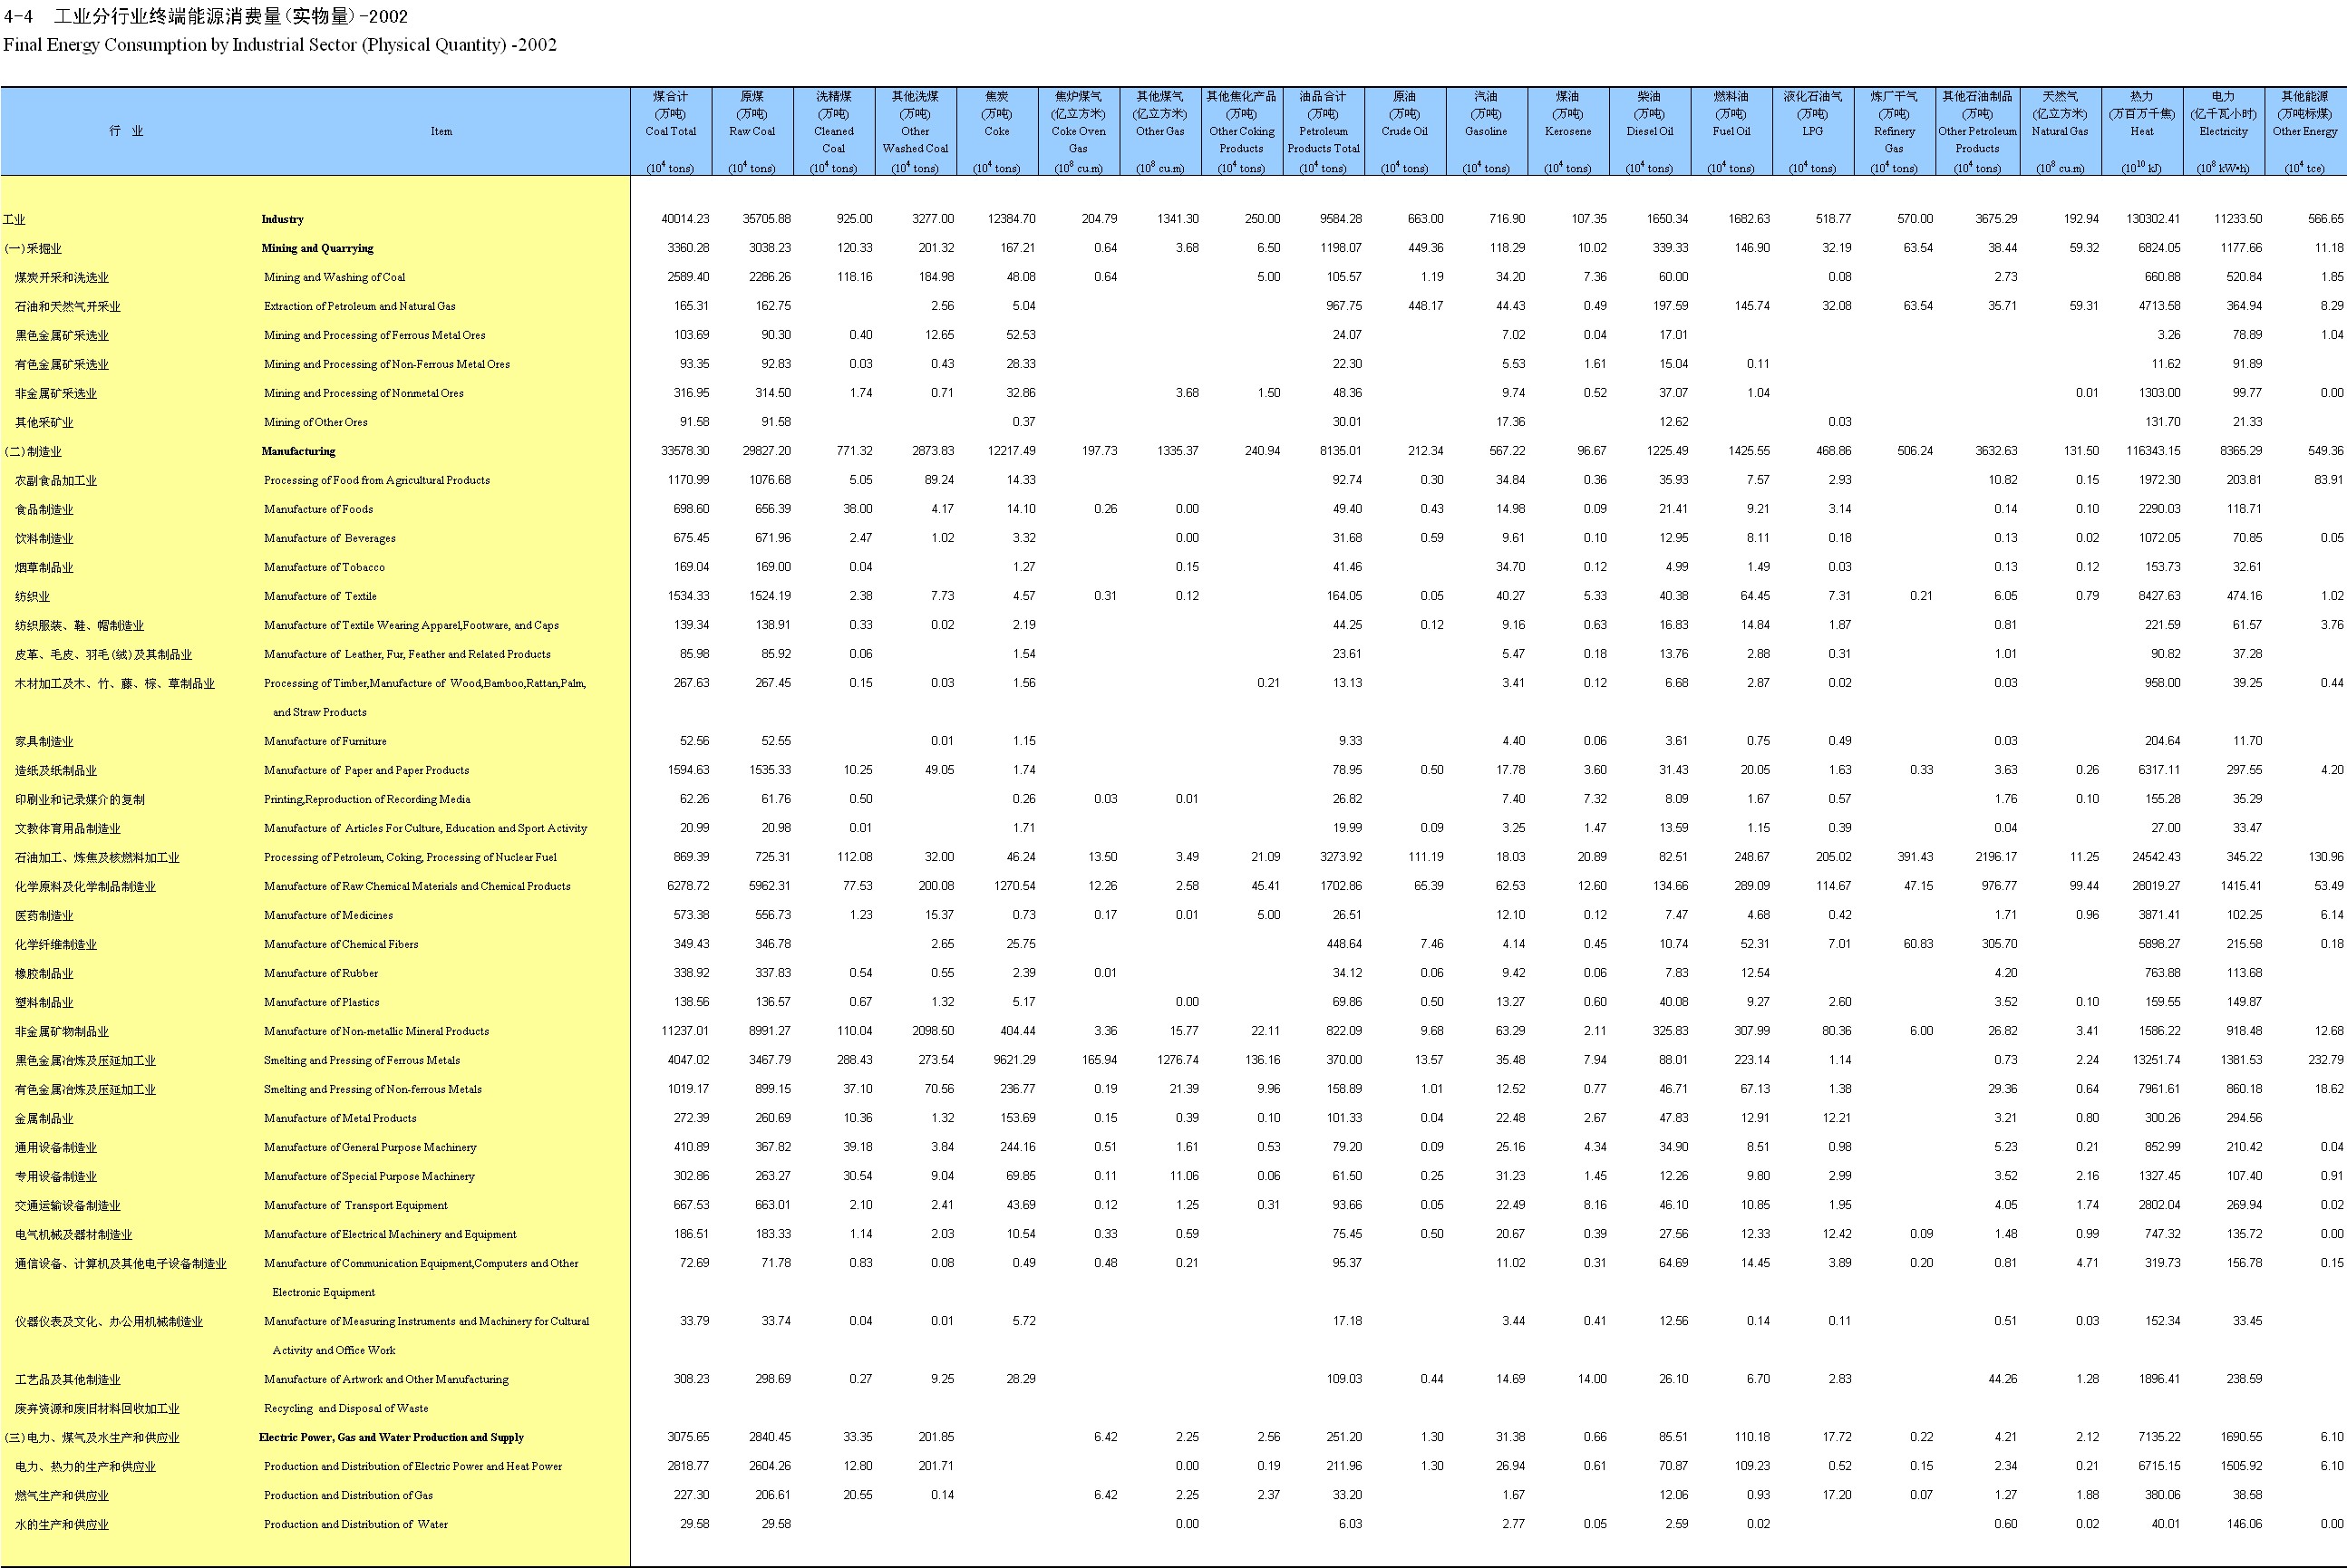 4-4 工业分行业终端能源消费量(实物量)-2002
Final Energy Consumption by Industrial Sector (Physical Quantity) -2002
煤合计 原煤 洗精煤 其他洗煤 焦炭 焦炉煤气 其他煤气 其他焦化产品 油品合计 原油 汽油 煤油 柴油 燃料油 液化石油气 炼厂干气 其他石油制品 天然气 热力 电力 其他能源
(万吨) (万吨) (万吨) (万吨) (万吨) (亿立方米) (亿立方米) (万吨) (万吨) (万吨) (万吨) (万吨) (万吨) (万吨) (万吨) (万吨) (万吨) (亿立方米) (万百万千焦) (亿千瓦小时) (万吨标煤)
行 业 Item Coal Total Raw Coal Cleaned Other Coke Coke Oven Other Gas Other Coking Petroleum Crude Oil Gasoline Kerosene Diesel Oil Fuel Oil LPG Refinery Other Petroleum Natural Gas Heat Electricity Other Energy
Coal Washed Coal Gas Products Products Total Gas Products
(10⁴ tons) (10⁴ tons) (10⁴ tons) (10⁴ tons) (10⁴ tons) (10⁸ cu.m) (10⁸ cu.m) (10⁴ tons) (10⁴ tons) (10⁴ tons) (10⁴ tons) (10⁴ tons) (10⁴ tons) (10⁴ tons) (10⁴ tons) (10⁴ tons) (10⁴ tons) (10⁸ cu.m) (10¹⁰ kJ) (10⁸ kW•h) (10⁴ tce)
工业 Industry 40014.23 35705.88 925.00 3277.00 12384.70 204.79 1341.30 250.00 9584.28 663.00 716.90 107.35 1650.34 1682.63 518.77 570.00 3675.29 192.94 130302.41 11233.50 566.65
(一)采掘业 Mining and Quarrying 3360.28 3038.23 120.33 201.32 167.21 0.64 3.68 6.50 1198.07 449.36 118.29 10.02 339.33 146.90 32.19 63.54 38.44 59.32 6824.05 1177.66 11.18
煤炭开采和洗选业 Mining and Washing of Coal 2589.40 2286.26 118.16 184.98 48.08 0.64 5.00 105.57 1.19 34.20 7.36 60.00 0.08 2.73 660.88 520.84 1.85
石油和天然气开采业 Extraction of Petroleum and Natural Gas 165.31 162.75 2.56 5.04 967.75 448.17 44.43 0.49 197.59 145.74 32.08 63.54 35.71 59.31 4713.58 364.94 8.29
黑色金属矿采选业 Mining and Processing of Ferrous Metal Ores 103.69 90.30 0.40 12.65 52.53 24.07 7.02 0.04 17.01 3.26 78.89 1.04
有色金属矿采选业 Mining and Processing of Non-Ferrous Metal Ores 93.35 92.83 0.03 0.43 28.33 22.30 5.53 1.61 15.04 0.11 11.62 91.89
非金属矿采选业 Mining and Processing of Nonmetal Ores 316.95 314.50 1.74 0.71 32.86 3.68 1.50 48.36 9.74 0.52 37.07 1.04 0.01 1303.00 99.77 0.00
其他采矿业 Mining of Other Ores 91.58 91.58 0.37 30.01 17.36 12.62 0.03 131.70 21.33
(二)制造业 Manufacturing 33578.30 29827.20 771.32 2873.83 12217.49 197.73 1335.37 240.94 8135.01 212.34 567.22 96.67 1225.49 1425.55 468.86 506.24 3632.63 131.50 116343.15 8365.29 549.36
农副食品加工业 Processing of Food from Agricultural Products 1170.99 1076.68 5.05 89.24 14.33 92.74 0.30 34.84 0.36 35.93 7.57 2.93 10.82 0.15 1972.30 203.81 83.91
食品制造业 Manufacture of Foods 698.60 656.39 38.00 4.17 14.10 0.26 0.00 49.40 0.43 14.98 0.09 21.41 9.21 3.14 0.14 0.10 2290.03 118.71
饮料制造业 Manufacture of Beverages 675.45 671.96 2.47 1.02 3.32 0.00 31.68 0.59 9.61 0.10 12.95 8.11 0.18 0.13 0.02 1072.05 70.85 0.05
烟草制品业 Manufacture of Tobacco 169.04 169.00 0.04 1.27 0.15 41.46 34.70 0.12 4.99 1.49 0.03 0.13 0.12 153.73 32.61
纺织业 Manufacture of Textile 1534.33 1524.19 2.38 7.73 4.57 0.31 0.12 164.05 0.05 40.27 5.33 40.38 64.45 7.31 0.21 6.05 0.79 8427.63 474.16 1.02
纺织服装、鞋、帽制造业 Manufacture of Textile Wearing Apparel,Footware, and Caps 139.34 138.91 0.33 0.02 2.19 44.25 0.12 9.16 0.63 16.83 14.84 1.87 0.81 221.59 61.57 3.76
皮革、毛皮、羽毛(绒)及其制品业 Manufacture of Leather, Fur, Feather and Related Products 85.98 85.92 0.06 1.54 23.61 5.47 0.18 13.76 2.88 0.31 1.01 90.82 37.28
木材加工及木、竹、藤、棕、草制品业 Processing of Timber,Manufacture of Wood,Bamboo,Rattan,Palm, 267.63 267.45 0.15 0.03 1.56 0.21 13.13 3.41 0.12 6.68 2.87 0.02 0.03 958.00 39.25 0.44
and Straw Products
家具制造业 Manufacture of Furniture 52.56 52.55 0.01 1.15 9.33 4.40 0.06 3.61 0.75 0.49 0.03 204.64 11.70
造纸及纸制品业 Manufacture of Paper and Paper Products 1594.63 1535.33 10.25 49.05 1.74 78.95 0.50 17.78 3.60 31.43 20.05 1.63 0.33 3.63 0.26 6317.11 297.55 4.20
印刷业和记录媒介的复制 Printing,Reproduction of Recording Media 62.26 61.76 0.50 0.26 0.03 0.01 26.82 7.40 7.32 8.09 1.67 0.57 1.76 0.10 155.28 35.29
文教体育用品制造业 Manufacture of Articles For Culture, Education and Sport Activity 20.99 20.98 0.01 1.71 19.99 0.09 3.25 1.47 13.59 1.15 0.39 0.04 27.00 33.47
石油加工、炼焦及核燃料加工业 Processing of Petroleum, Coking, Processing of Nuclear Fuel 869.39 725.31 112.08 32.00 46.24 13.50 3.49 21.09 3273.92 111.19 18.03 20.89 82.51 248.67 205.02 391.43 2196.17 11.25 24542.43 345.22 130.96
化学原料及化学制品制造业 Manufacture of Raw Chemical Materials and Chemical Products 6278.72 5962.31 77.53 200.08 1270.54 12.26 2.58 45.41 1702.86 65.39 62.53 12.60 134.66 289.09 114.67 47.15 976.77 99.44 28019.27 1415.41 53.49
医药制造业 Manufacture of Medicines 573.38 556.73 1.23 15.37 0.73 0.17 0.01 5.00 26.51 12.10 0.12 7.47 4.68 0.42 1.71 0.96 3871.41 102.25 6.14
化学纤维制造业 Manufacture of Chemical Fibers 349.43 346.78 2.65 25.75 448.64 7.46 4.14 0.45 10.74 52.31 7.01 60.83 305.70 5898.27 215.58 0.18
橡胶制品业 Manufacture of Rubber 338.92 337.83 0.54 0.55 2.39 0.01 34.12 0.06 9.42 0.06 7.83 12.54 4.20 763.88 113.68
塑料制品业 Manufacture of Plastics 138.56 136.57 0.67 1.32 5.17 0.00 69.86 0.50 13.27 0.60 40.08 9.27 2.60 3.52 0.10 159.55 149.87
非金属矿物制品业 Manufacture of Non-metallic Mineral Products 11237.01 8991.27 110.04 2098.50 404.44 3.36 15.77 22.11 822.09 9.68 63.29 2.11 325.83 307.99 80.36 6.00 26.82 3.41 1586.22 918.48 12.68
黑色金属冶炼及压延加工业 Smelting and Pressing of Ferrous Metals 4047.02 3467.79 288.43 273.54 9621.29 165.94 1276.74 136.16 370.00 13.57 35.48 7.94 88.01 223.14 1.14 0.73 2.24 13251.74 1381.53 232.79
有色金属冶炼及压延加工业 Smelting and Pressing of Non-ferrous Metals 1019.17 899.15 37.10 70.56 236.77 0.19 21.39 9.96 158.89 1.01 12.52 0.77 46.71 67.13 1.38 29.36 0.64 7961.61 860.18 18.62
金属制品业 Manufacture of Metal Products 272.39 260.69 10.36 1.32 153.69 0.15 0.39 0.10 101.33 0.04 22.48 2.67 47.83 12.91 12.21 3.21 0.80 300.26 294.56
通用设备制造业 Manufacture of General Purpose Machinery 410.89 367.82 39.18 3.84 244.16 0.51 1.61 0.53 79.20 0.09 25.16 4.34 34.90 8.51 0.98 5.23 0.21 852.99 210.42 0.04
专用设备制造业 Manufacture of Special Purpose Machinery 302.86 263.27 30.54 9.04 69.85 0.11 11.06 0.06 61.50 0.25 31.23 1.45 12.26 9.80 2.99 3.52 2.16 1327.45 107.40 0.91
交通运输设备制造业 Manufacture of Transport Equipment 667.53 663.01 2.10 2.41 43.69 0.12 1.25 0.31 93.66 0.05 22.49 8.16 46.10 10.85 1.95 4.05 1.74 2802.04 269.94 0.02
电气机械及器材制造业 Manufacture of Electrical Machinery and Equipment 186.51 183.33 1.14 2.03 10.54 0.33 0.59 75.45 0.50 20.67 0.39 27.56 12.33 12.42 0.09 1.48 0.99 747.32 135.72 0.00
通信设备、计算机及其他电子设备制造业 Manufacture of Communication Equipment,Computers and Other 72.69 71.78 0.83 0.08 0.49 0.48 0.21 95.37 11.02 0.31 64.69 14.45 3.89 0.20 0.81 4.71 319.73 156.78 0.15
Electronic Equipment
仪器仪表及文化、办公用机械制造业 Manufacture of Measuring Instruments and Machinery for Cultural 33.79 33.74 0.04 0.01 5.72 17.18 3.44 0.41 12.56 0.14 0.11 0.51 0.03 152.34 33.45
Activity and Office Work
工艺品及其他制造业 Manufacture of Artwork and Other Manufacturing 308.23 298.69 0.27 9.25 28.29 109.03 0.44 14.69 14.00 26.10 6.70 2.83 44.26 1.28 1896.41 238.59
废弃资源和废旧材料回收加工业 Recycling and Disposal of Waste
(三)电力、煤气及水生产和供应业 Electric Power, Gas and Water Production and Supply 3075.65 2840.45 33.35 201.85 6.42 2.25 2.56 251.20 1.30 31.38 0.66 85.51 110.18 17.72 0.22 4.21 2.12 7135.22 1690.55 6.10
电力、热力的生产和供应业 Production and Distribution of Electric Power and Heat Power 2818.77 2604.26 12.80 201.71 0.00 0.19 211.96 1.30 26.94 0.61 70.87 109.23 0.52 0.15 2.34 0.21 6715.15 1505.92 6.10
燃气生产和供应业 Production and Distribution of Gas 227.30 206.61 20.55 0.14 6.42 2.25 2.37 33.20 1.67 12.06 0.93 17.20 0.07 1.27 1.88 380.06 38.58
水的生产和供应业 Production and Distribution of Water 29.58 29.58 0.00 6.03 2.77 0.05 2.59 0.02 0.60 0.02 40.01 146.06 0.00